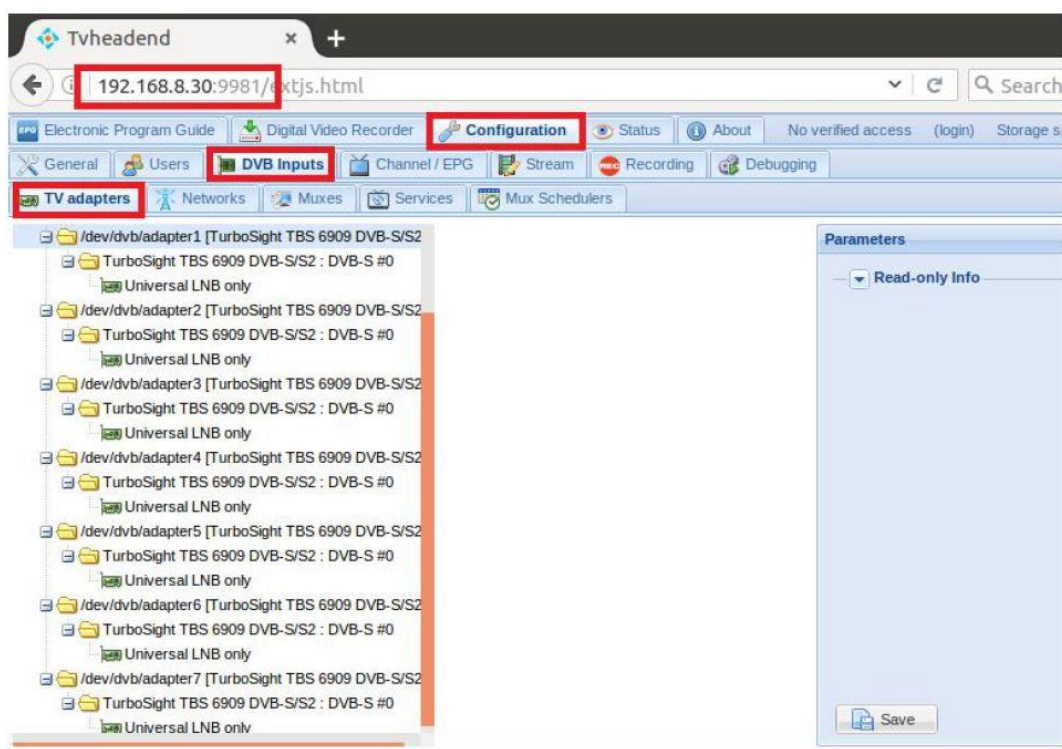 Tvheadend
192.168.8.30:9981/extjs.html Search
Electronic Program Guide Digital Video Recorder Configuration Status About No verified access (login) Storage s
General Users DVB Inputs Channel / EPG Stream Recording Debugging
TV adapters Networks Muxes Services Mux Schedulers
/dev/dvb/adapter1 [TurboSight TBS 6909 DVB-S/S2 Parameters
TurboSight TBS 6909 DVB-S/S2 : DVB-S #0
Universal LNB only Read-only Info
/dev/dvb/adapter2 [TurboSight TBS 6909 DVB-S/S2
TurboSight TBS 6909 DVB-S/S2 : DVB-S #0
Universal LNB only
/dev/dvb/adapter3 [TurboSight TBS 6909 DVB-S/S2
TurboSight TBS 6909 DVB-S/S2 : DVB-S #0
Universal LNB only
/dev/dvb/adapter4 [TurboSight TBS 6909 DVB-S/S2
TurboSight TBS 6909 DVB-S/S2 : DVB-S #0
Universal LNB only
/dev/dvb/adapter5 [TurboSight TBS 6909 DVB-S/S2
TurboSight TBS 6909 DVB-S/S2 : DVB-S #0
Universal LNB only
/dev/dvb/adapter6 [TurboSight TBS 6909 DVB-S/S2
TurboSight TBS 6909 DVB-S/S2 : DVB-S #0
Universal LNB only
/dev/dvb/adapter7 [TurboSight TBS 6909 DVB-S/S2
TurboSight TBS 6909 DVB-S/S2 : DVB-S #0
Universal LNB only
Save